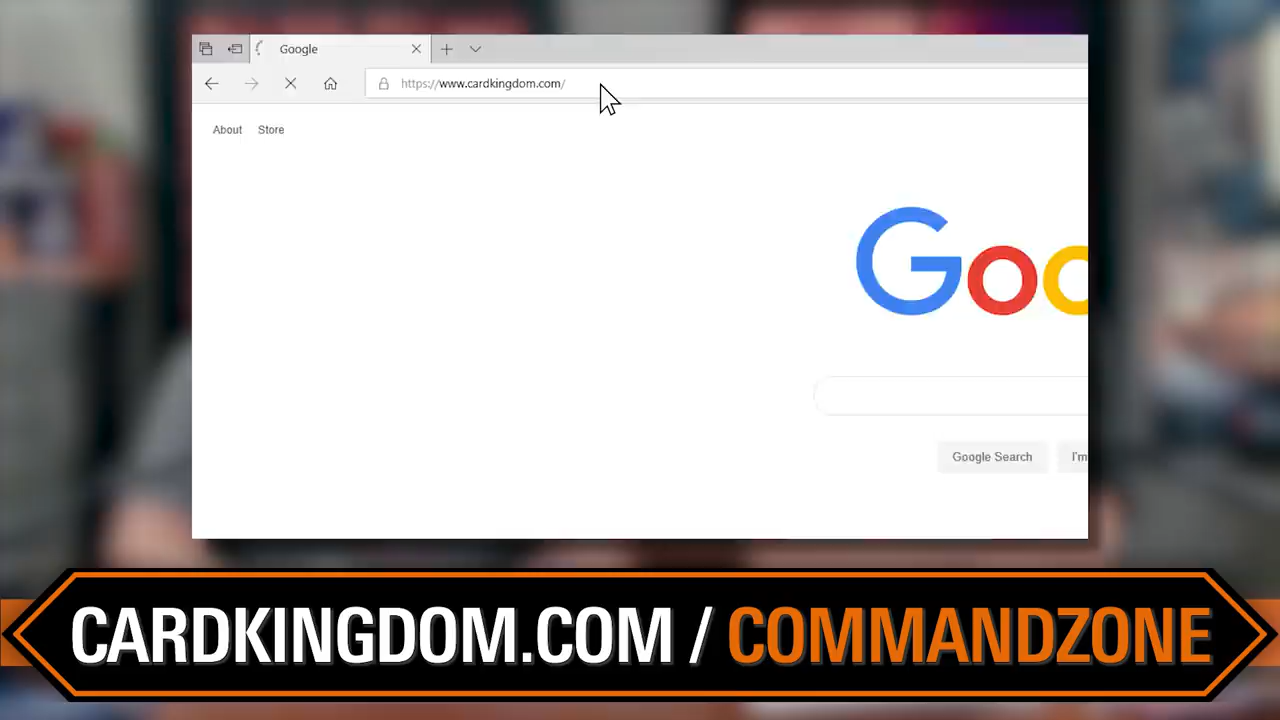 Google
https://www.cardkingdom.com/
About Store
Goo
Google Search I'm
CARDKINGDOM.COM / COMMANDZONE